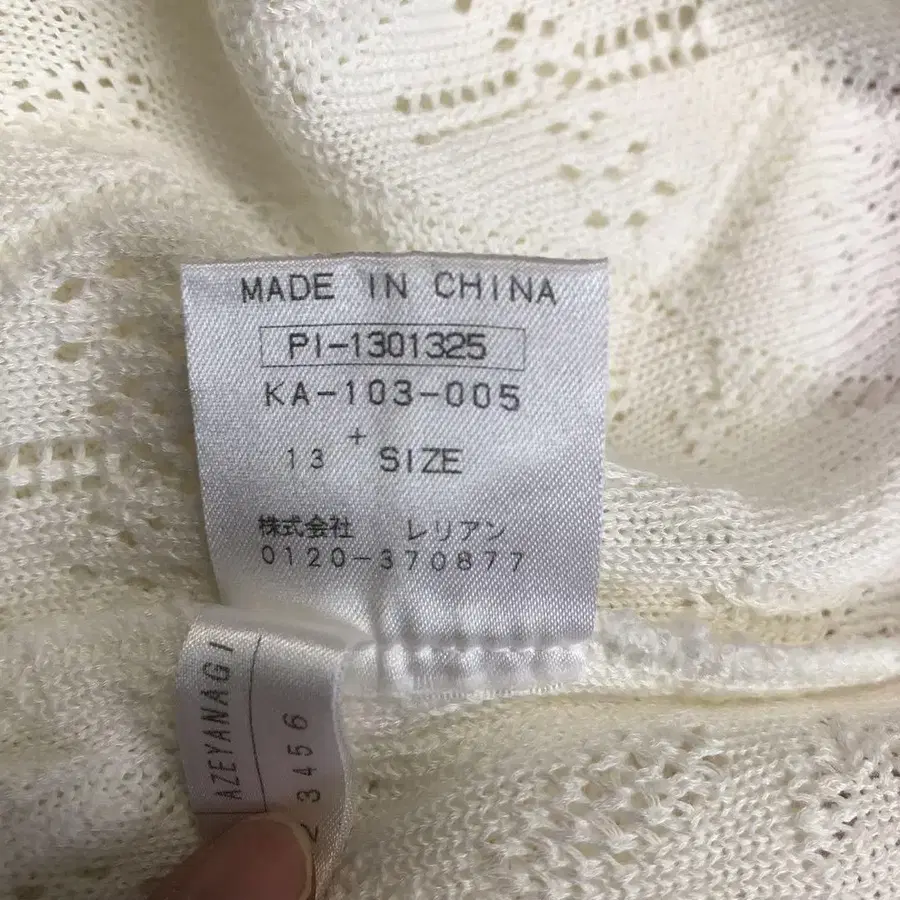 MADE IN CHINA
PI-1301325
KA-103-005
13 + SIZE
株式会社 レリアン
0120-370877
AZEYANAGI
23456